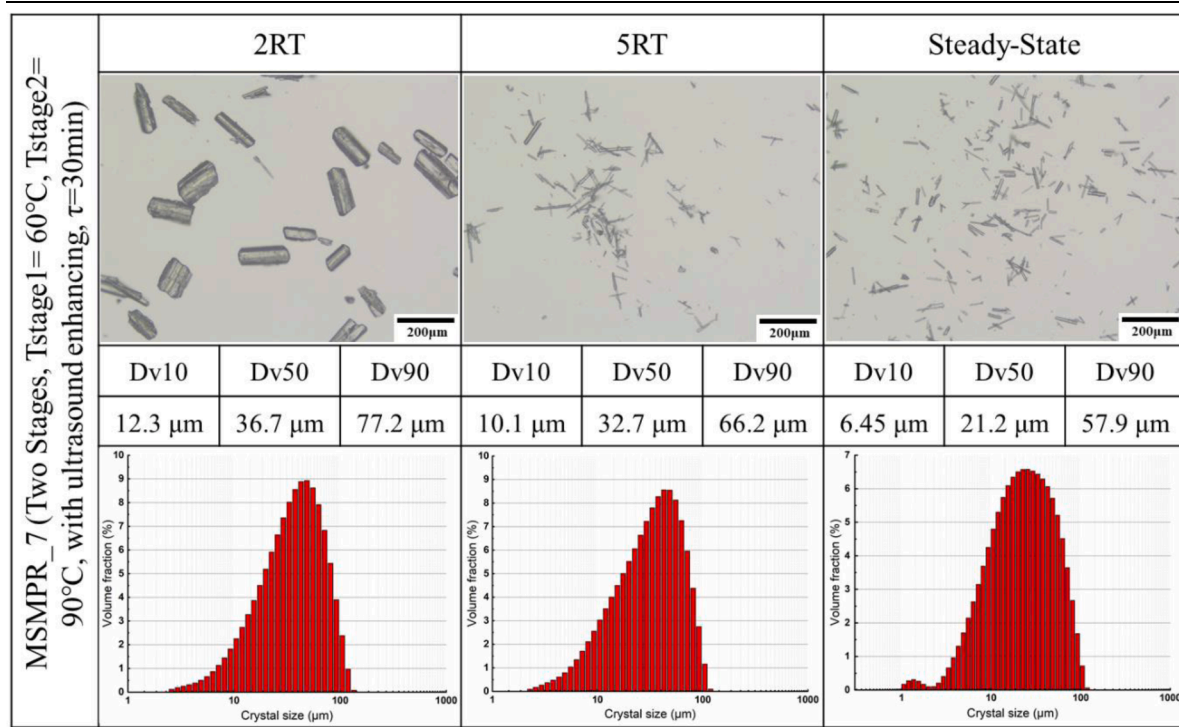 MSMPR_7 (Two Stages, Tstage1= 60℃, Tstage2=
90℃, with ultrasound enhancing, τ=30min)
2RT
5RT
Steady-State
200μm
200μm
200μm
Dv10
Dv50
Dv90
Dv10
Dv50
Dv90
Dv10
Dv50
Dv90
12.3 μm
36.7 μm
77.2 μm
10.1 μm
32.7 μm
66.2 μm
6.45 μm
21.2 μm
57.9 μm
Volume fraction (%)
10
9
8
7
6
5
4
3
2
1
0
1
10
100
1000
Crystal size (μm)
Volume fraction (%)
10
9
8
7
6
5
4
3
2
1
0
1
10
100
1000
Crystal size (μm)
Volume fraction (%)
7
6
5
4
3
2
1
0
1
10
100
1000
Crystal size (μm)